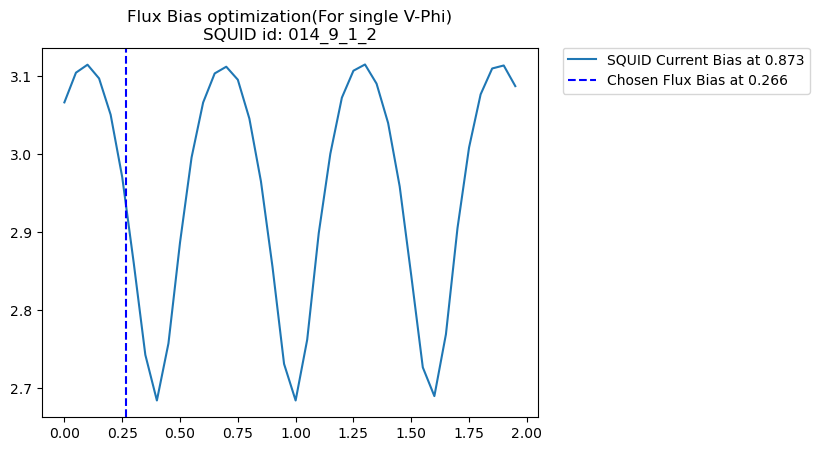 Flux Bias optimization(For single V-Phi)
SQUID id: 014_9_1_2
SQUID Current Bias at 0.873
Chosen Flux Bias at 0.266
3.1
3.0
2.9
2.8
2.7
0.00 0.25 0.50 0.75 1.00 1.25 1.50 1.75 2.00